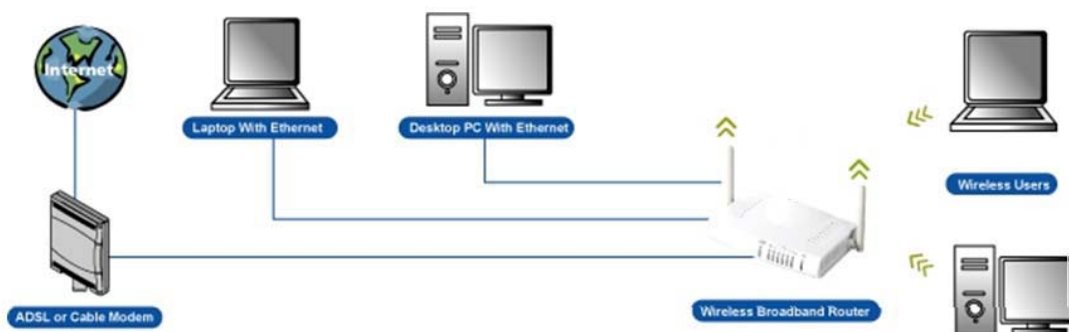 Internet
Laptop With Ethernet
Desktop PC With Ethernet
Wireless Users
ADSL or Cable Modem
Wireless Broadband Router